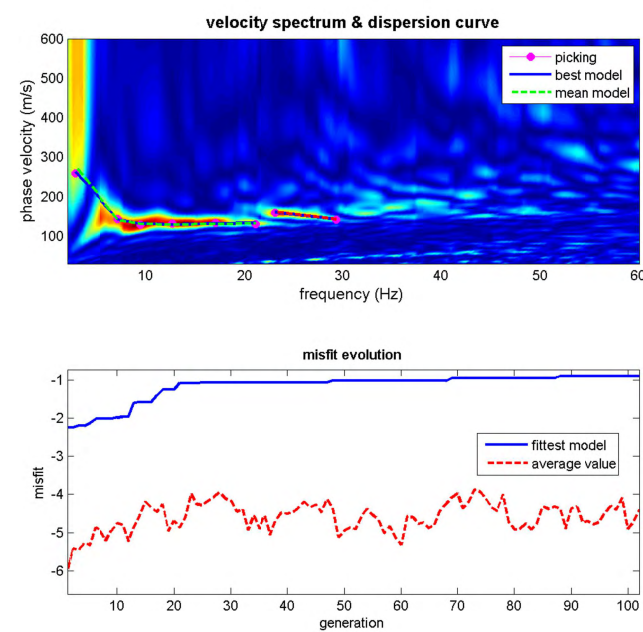 velocity spectrum & dispersion curve
phase velocity (m/s)
600
500
400
300
200
100
picking
best model
mean model
10 20 30 40 50 60
frequency (Hz)
misfit evolution
misfit
-1
-2
-3
-4
-5
-6
fittest model
average value
10 20 30 40 50 60 70 80 90 100
generation